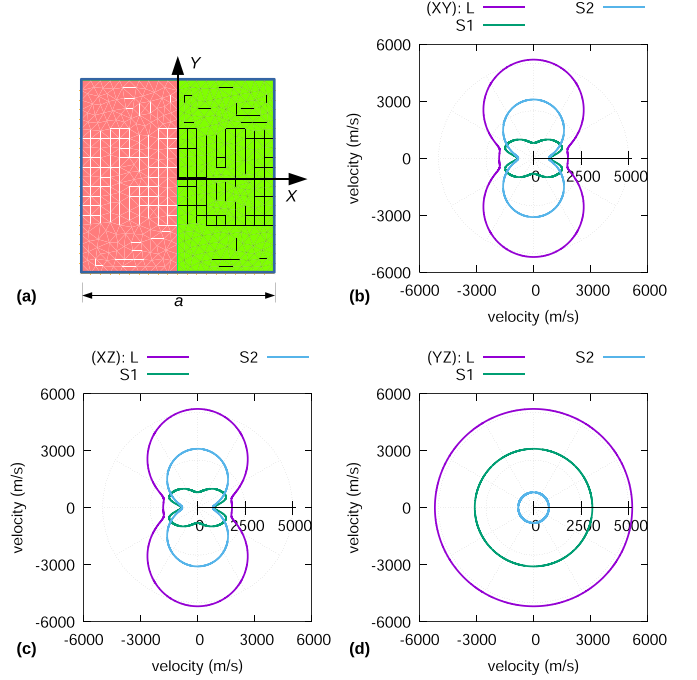 Y
X
(a)
a
(XY): L
S2
S1
6000
3000
0
-3000
-6000
velocity (m/s)
0 2500 5000
-6000 -3000 0 3000 6000
velocity (m/s)
(b)
(XZ): L
S2
S1
6000
3000
0
-3000
-6000
velocity (m/s)
0 2500 5000
-6000 -3000 0 3000 6000
velocity (m/s)
(c)
(YZ): L
S2
S1
6000
3000
0
-3000
-6000
velocity (m/s)
0 2500 5000
-6000 -3000 0 3000 6000
velocity (m/s)
(d)